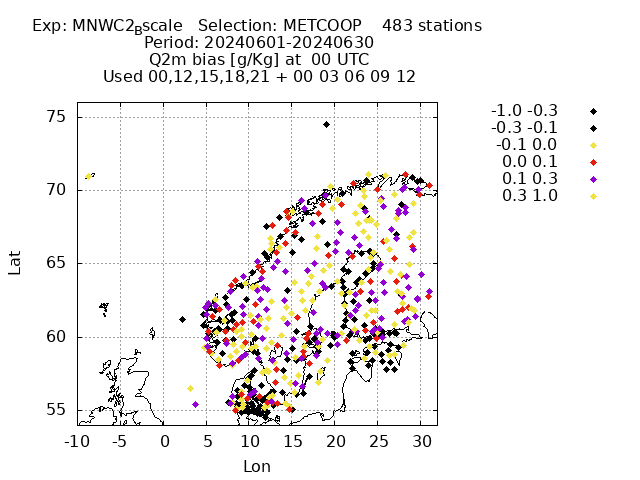 Exp: MNWC2_Bscale   Selection: METCOOP    483 stations
Period: 20240601-20240630
Q2m bias [g/Kg] at  00 UTC
Used 00,12,15,18,21 + 00 03 06 09 12
-1.0 -0.3
-0.3 -0.1
-0.1 0.0
0.0 0.1
0.1 0.3
0.3 1.0
75
70
65
60
55
Lat
-10 -5 0 5 10 15 20 25 30
Lon